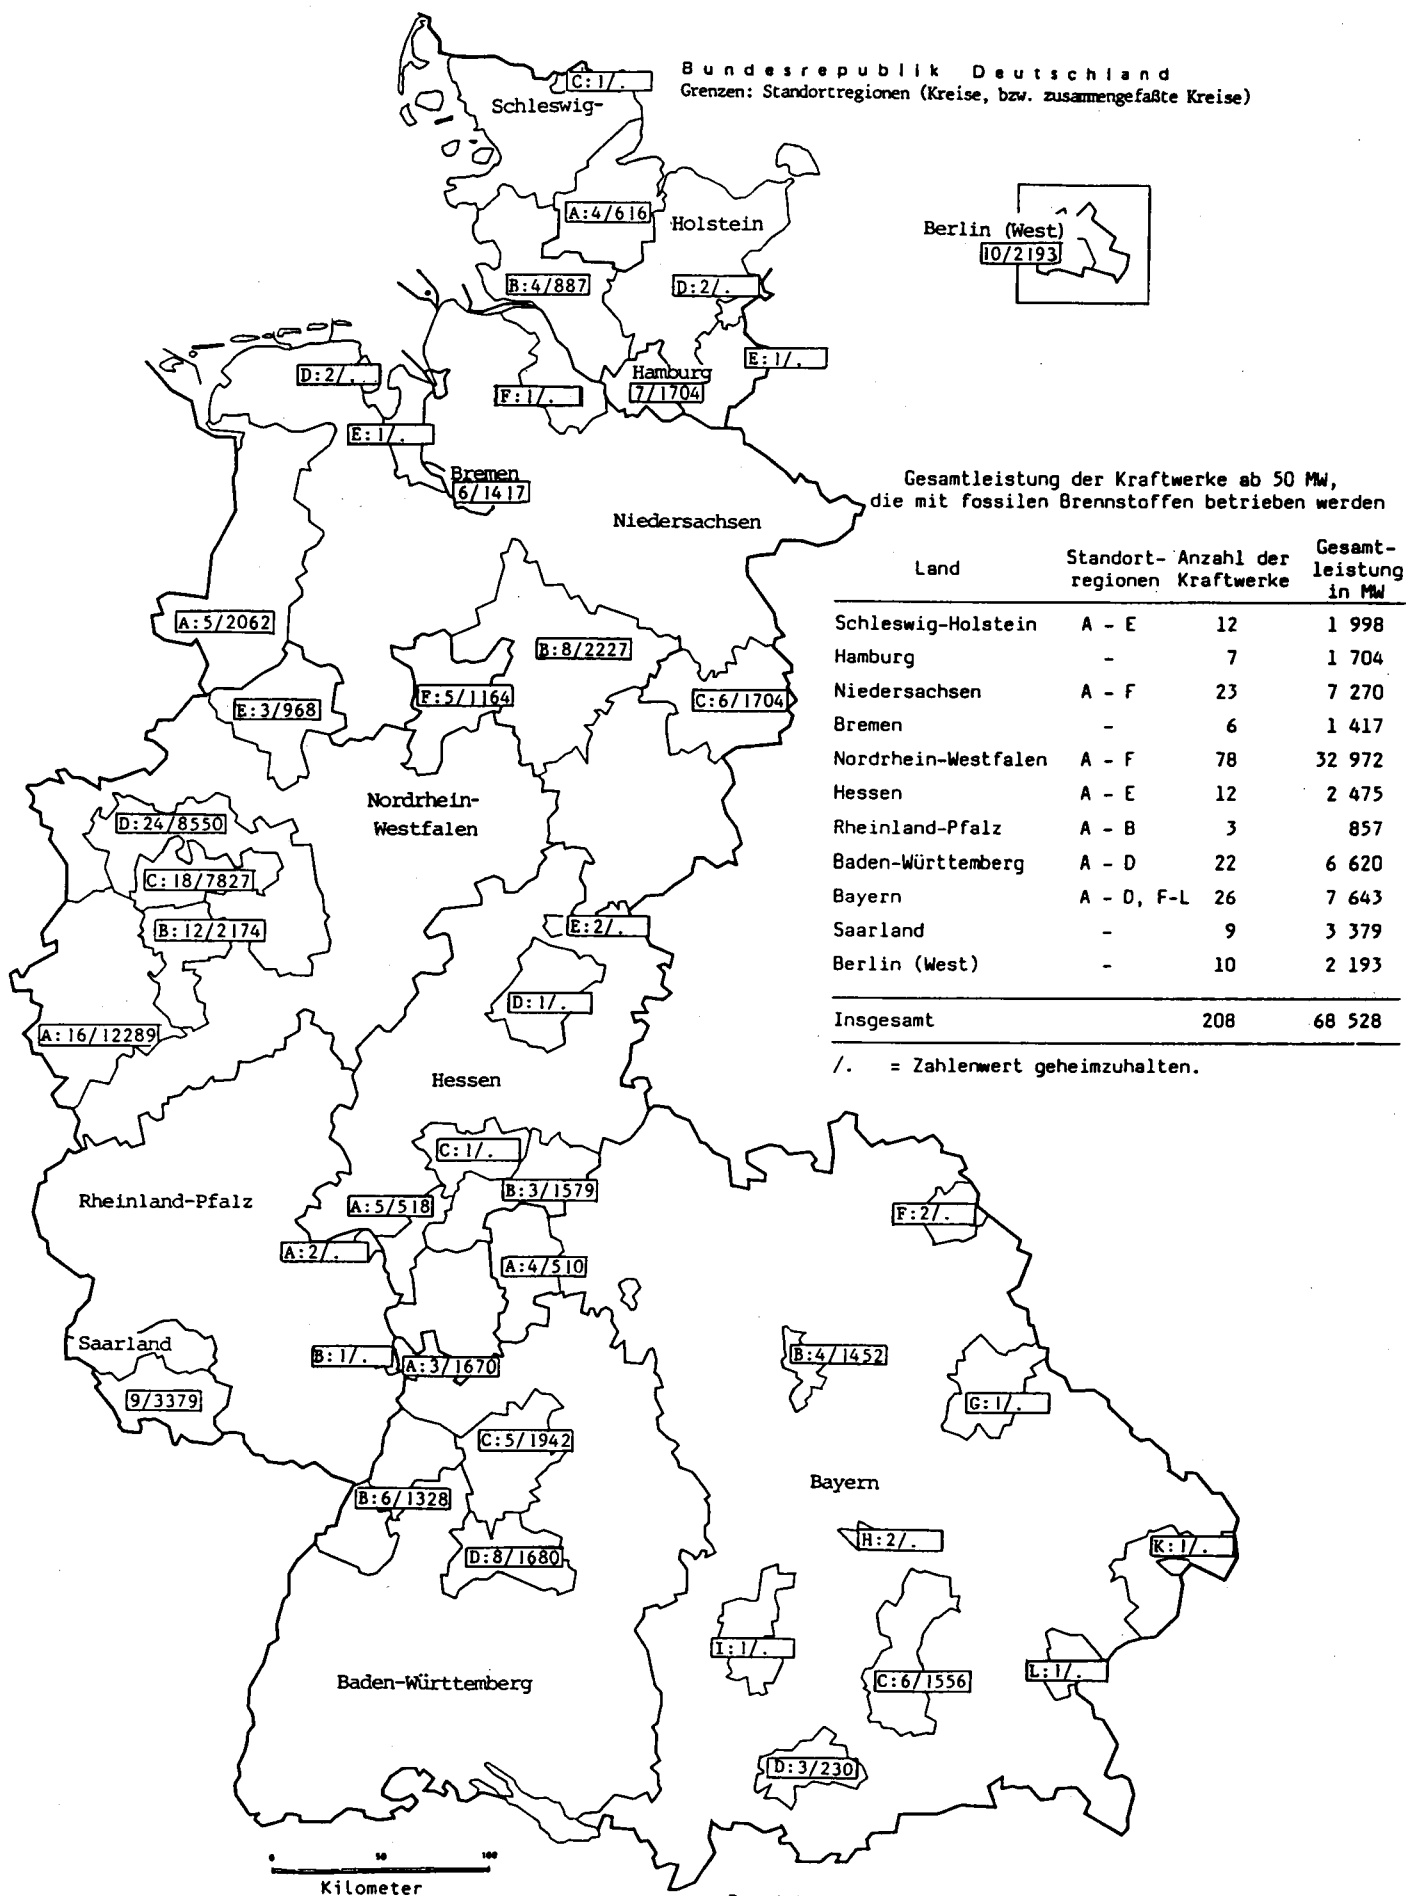 Bundesrepublik Deutschland
Grenzen: Standortregionen (Kreise, bzw. zusammengefaßte Kreise)
C:1/.
Schleswig-
A:4/616
Holstein
Berlin (West)
10/2193
B:4/887
D:2/.
E:1/.
D:2/.
Hamburg
7/1704
F:1/.
E:1/.
Bremen
6/1417
Niedersachsen
A:5/2062
B:8/2227
F:5/1164
C:6/1704
E:3/968
Gesamtleistung der Kraftwerke ab 50 MW,
die mit fossilen Brennstoffen betrieben werden
Land Standort- Anzahl der Gesamt-
regionen Kraftwerke leistung
in MW
Schleswig-Holstein A - E 12 1 998
Hamburg - 7 1 704
Niedersachsen A - F 23 7 270
Bremen - 6 1 417
Nordrhein-Westfalen A - F 78 32 972
Hessen A - E 12 2 475
Rheinland-Pfalz A - B 3 857
Baden-Württemberg A - D 22 6 620
Bayern A - D, F-L 26 7 643
Saarland - 9 3 379
Berlin (West) - 10 2 193
Insgesamt 208 68 528
/. = Zahlenwert geheimzuhalten.
Nordrhein-
Westfalen
D:24/8550
C:18/7827
B:12/2174
A:16/12289
E:2/.
D:1/.
Hessen
C:1/.
B:3/1579
Rheinland-Pfalz
A:5/518
A:2/.
A:4/510
F:2/.
Saarland
9/3379
B:1/.
A:3/1670
B:4/1452
G:1/.
C:5/1942
B:6/1328
D:8/1680
Bayern
H:2/.
K:1/.
I:1/.
C:6/1556
L:1/.
Baden-Württemberg
D:3/230
0 50 100
Kilometer